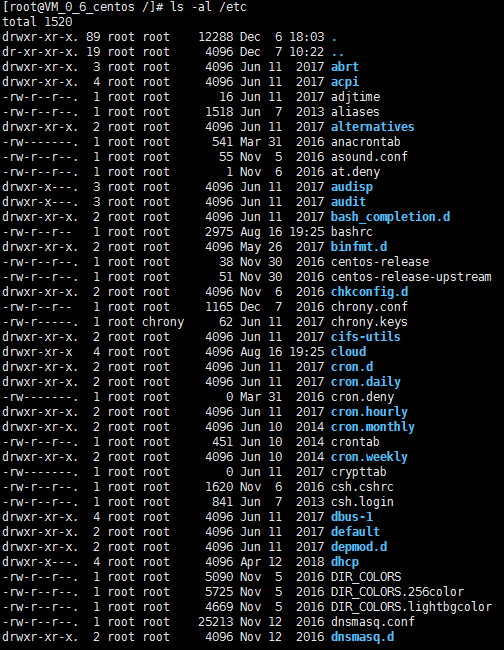 [root@VM_0_6_centos /]# ls -al /etc
total 1520
drwxr-xr-x. 89 root root    12288 Dec  6 18:03 .
dr-xr-xr-x. 19 root root     4096 Dec  7 10:22 ..
drwxr-xr-x.  3 root root     4096 Jun 11  2017 abrt
drwxr-xr-x.  4 root root     4096 Jun 11  2017 acpi
-rw-r--r--.  1 root root       16 Jun 11  2017 adjtime
-rw-r--r--.  1 root root     1518 Jun  7  2013 aliases
drwxr-xr-x.  2 root root     4096 Jun 11  2017 alternatives
-rw-------.  1 root root      541 Mar 31  2016 anacrontab
-rw-r--r--.  1 root root       55 Nov  5  2016 asound.conf
-rw-r--r--.  1 root root        1 Nov  6  2016 at.deny
drwxr-x---.  3 root root     4096 Jun 11  2017 audisp
drwxr-x---.  3 root root     4096 Jun 11  2017 audit
drwxr-xr-x.  2 root root     4096 Jun 11  2017 bash_completion.d
-rw-r--r--   1 root root     2975 Aug 16 19:25 bashrc
drwxr-xr-x.  2 root root     4096 May 26  2017 binfmt.d
-rw-r--r--.  1 root root       38 Nov 30  2016 centos-release
-rw-r--r--.  1 root root       51 Nov 30  2016 centos-release-upstream
drwxr-xr-x.  2 root root     4096 Nov  6  2016 chkconfig.d
-rw-r--r--   1 root root     1165 Dec  7  2016 chrony.conf
-rw-r-----.  1 root chrony     62 Jun 11  2017 chrony.keys
drwxr-xr-x.  2 root root     4096 Jun 11  2017 cifs-utils
drwxr-xr-x   4 root root     4096 Aug 16 19:25 cloud
drwxr-xr-x.  2 root root     4096 Jun 11  2017 cron.d
drwxr-xr-x.  2 root root     4096 Jun 11  2017 cron.daily
-rw-------.  1 root root        0 Mar 31  2016 cron.deny
drwxr-xr-x.  2 root root     4096 Jun 11  2017 cron.hourly
drwxr-xr-x.  2 root root     4096 Jun 10  2014 cron.monthly
-rw-r--r--.  1 root root      451 Jun 10  2014 crontab
drwxr-xr-x.  2 root root     4096 Jun 10  2014 cron.weekly
-rw-------.  1 root root        0 Jun 11  2017 crypttab
-rw-r--r--.  1 root root     1620 Nov  6  2016 csh.cshrc
-rw-r--r--.  1 root root      841 Jun  7  2013 csh.login
drwxr-xr-x.  4 root root     4096 Jun 11  2017 dbus-1
drwxr-xr-x.  2 root root     4096 Jun 11  2017 default
drwxr-xr-x.  2 root root     4096 Jun 11  2017 depmod.d
drwxr-x---.  4 root root     4096 Apr 12  2018 dhcp
-rw-r--r--.  1 root root     5090 Nov  5  2016 DIR_COLORS
-rw-r--r--.  1 root root     5725 Nov  5  2016 DIR_COLORS.256color
-rw-r--r--.  1 root root     4669 Nov  5  2016 DIR_COLORS.lightbgcolor
-rw-r--r--.  1 root root    25213 Nov 12  2016 dnsmasq.conf
drwxr-xr-x.  2 root root     4096 Nov 12  2016 dnsmasq.d